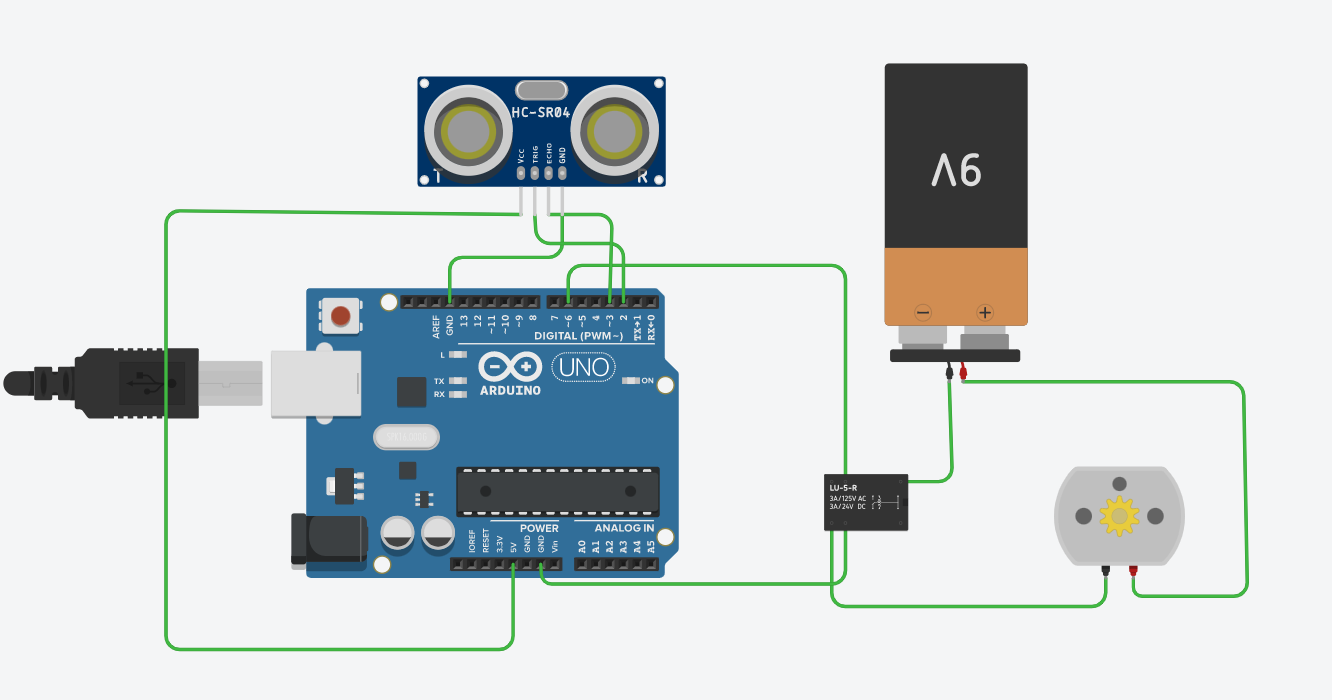 HC-SR04
VCC
TRIG
ECHO
GND
T
R
9V
AREF
GND
13
12
~11
~10
~9
8
7
~6
~5
4
~3
2
TX→1
RX←0
DIGITAL (PWM~)
L
TX
RX
ARDUINO
UNO
ON
IOREF
RESET
3.3V
5V
GND
GND
Vin
POWER
ANALOG IN
A0
A1
A2
A3
A4
A5
LU-5-R
3A/125V AC
3A/24V DC